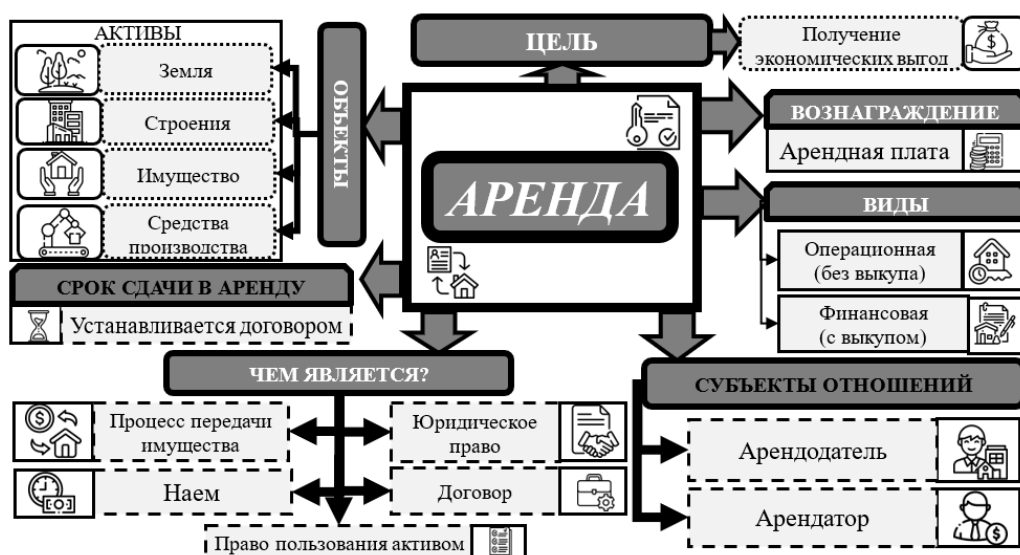 АКТИВЫ
Земля
Строения
Имущество
Средства
производства
ОБЪЕКТЫ
ЦЕЛЬ
Получение
экономических выгод
АРЕНДА
ВОЗНАГРАЖДЕНИЕ
Арендная плата
ВИДЫ
Операционная
(без выкупа)
Финансовая
(с выкупом)
СРОК СДАЧИ В АРЕНДУ
Устанавливается договором
ЧЕМ ЯВЛЯЕТСЯ?
Процесс передачи
имущества
Юридическое
право
Наем
Договор
Право пользования активом
СУБЪЕКТЫ ОТНОШЕНИЙ
Арендодатель
Арендатор